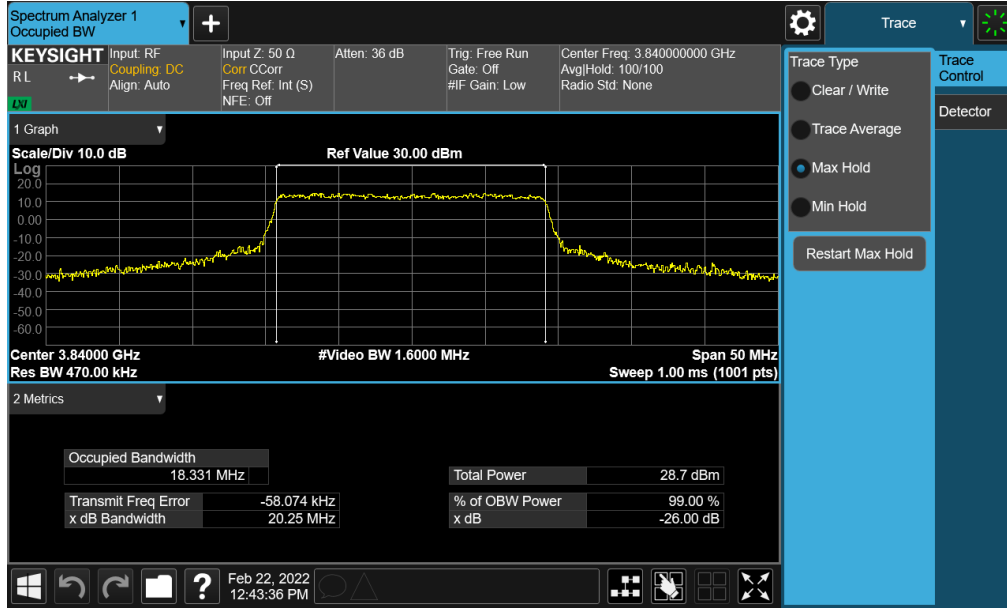 Spectrum Analyzer 1
Occupied BW
+
Trace
KEYSIGHT
R L
LXI
Input: RF
Coupling: DC
Align: Auto
Input Z: 50 Ω
Corr CCorr
Freq Ref: Int (S)
NFE: Off
Atten: 36 dB
Trig: Free Run
Gate: Off
#IF Gain: Low
Center Freq: 3.840000000 GHz
Avg|Hold: 100/100
Radio Std: None
1 Graph
Scale/Div 10.0 dB
Ref Value 30.00 dBm
Log
20.0
10.0
0.00
-10.0
-20.0
-30.0
-40.0
-50.0
-60.0
Center 3.84000 GHz
#Video BW 1.6000 MHz
Span 50 MHz
Res BW 470.00 kHz
Sweep 1.00 ms (1001 pts)
2 Metrics
Occupied Bandwidth
18.331 MHz
Transmit Freq Error -58.074 kHz
x dB Bandwidth 20.25 MHz
Total Power 28.7 dBm
% of OBW Power 99.00 %
x dB -26.00 dB
Trace Type
Clear / Write
Trace Average
Max Hold
Min Hold
Restart Max Hold
Trace
Control
Detector
?
Feb 22, 2022
12:43:36 PM